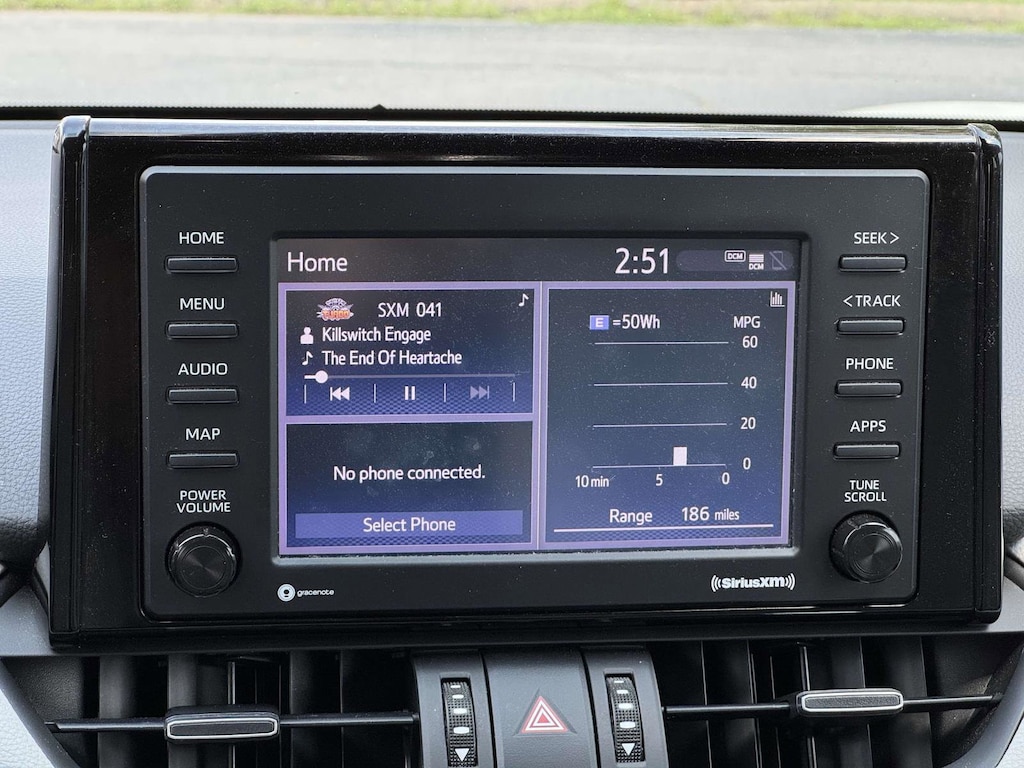 HOME
MENU
AUDIO
MAP
POWER
VOLUME
Home
2:51
DCM
DCM
SXM 041
Killswitch Engage
The End Of Heartache
No phone connected.
Select Phone
E =50Wh
MPG
60
40
20
0
10 min 5 0
Range 186 miles
gracenote
SiriusXM
SEEK >
< TRACK
PHONE
APPS
TUNE
SCROLL